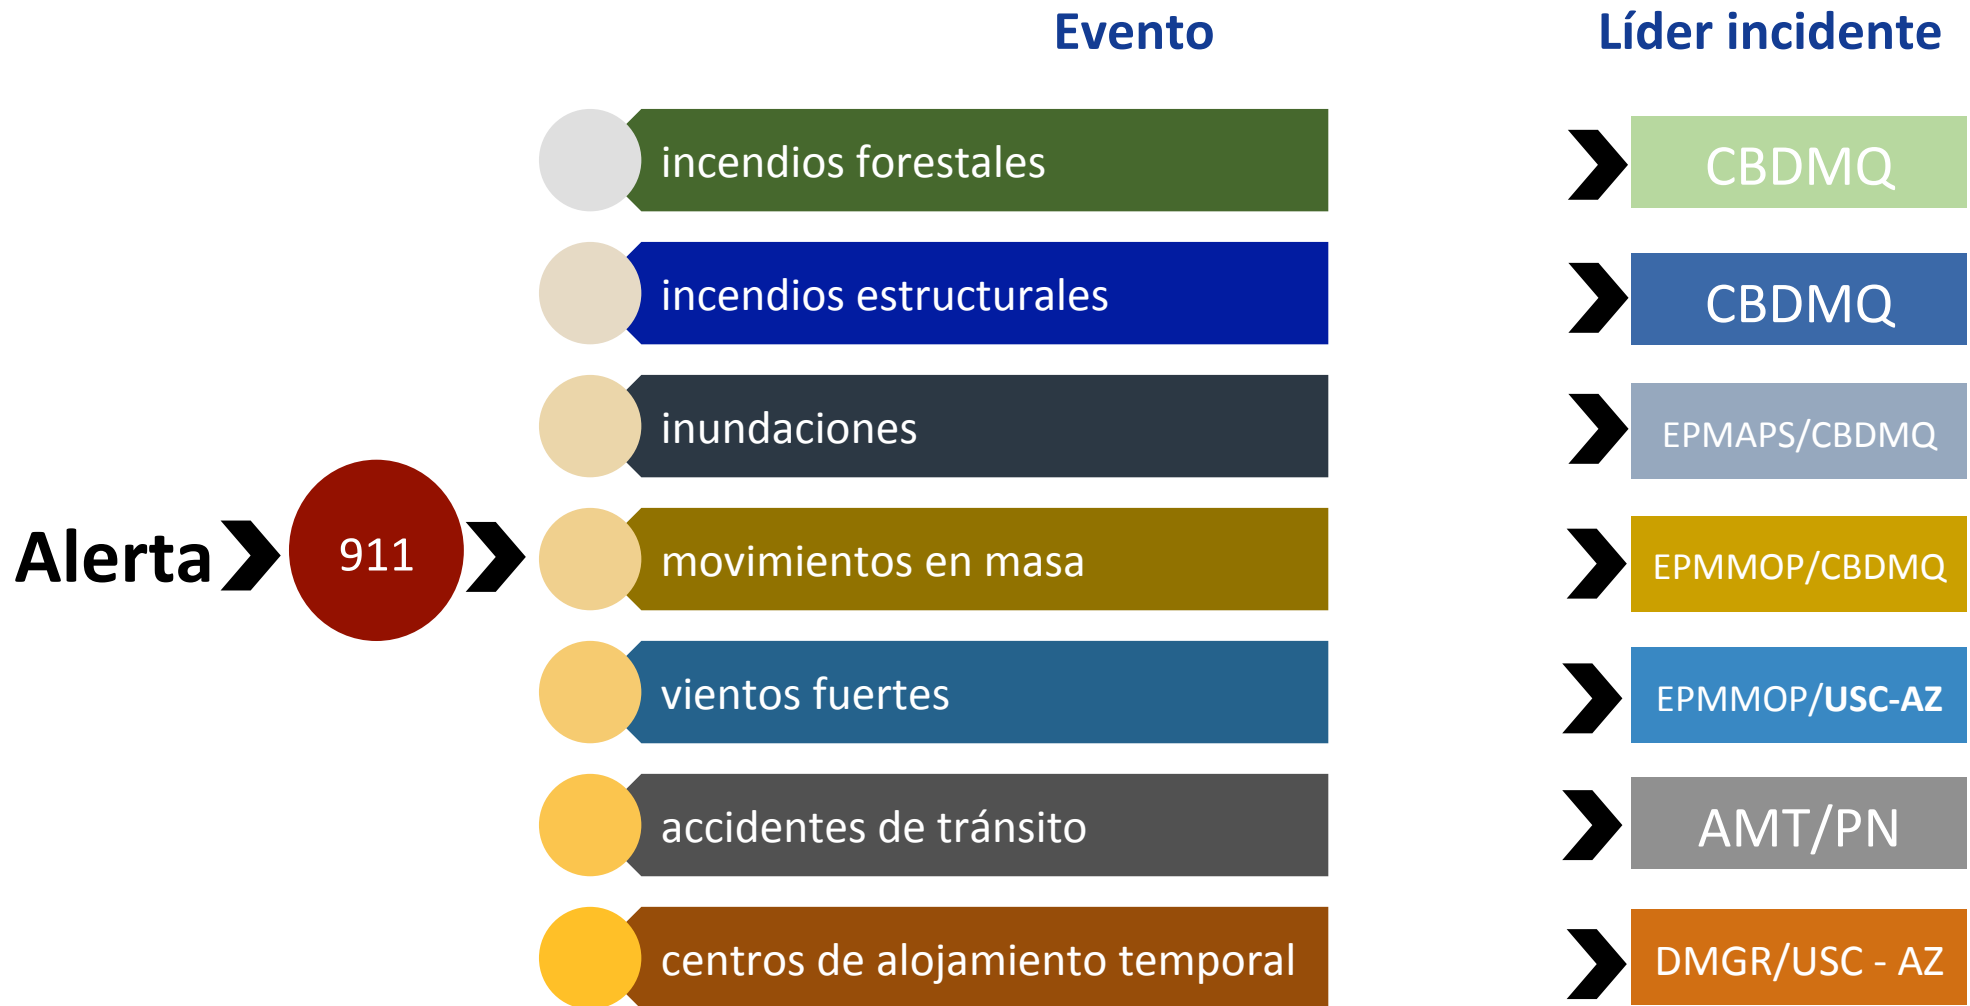 Evento
Líder incidente
incendios forestales
CBDMQ
incendios estructurales
CBDMQ
inundaciones
EPMAPS/CBDMQ
Alerta
911
movimientos en masa
EPMMOP/CBDMQ
vientos fuertes
EPMMOP/USC-AZ
accidentes de tránsito
AMT/PN
centros de alojamiento temporal
DMGR/USC - AZ